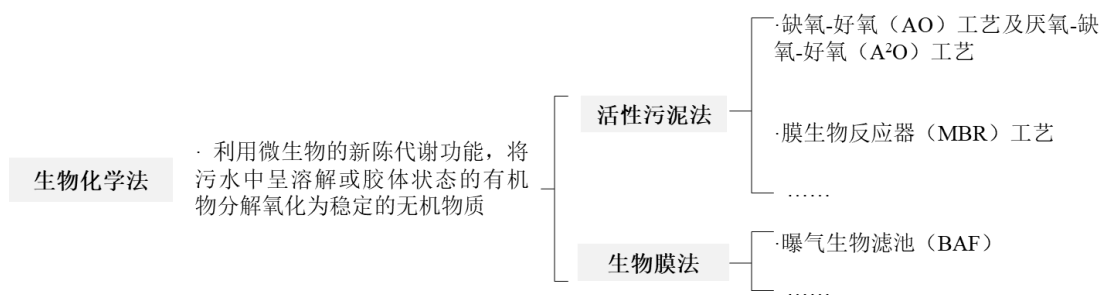 生物化学法
· 利用微生物的新陈代谢功能，将
污水中呈溶解或胶体状态的有机
物分解氧化为稳定的无机物质
活性污泥法
·缺氧-好氧（AO）工艺及厌氧-缺
氧-好氧（A²O）工艺
·膜生物反应器（MBR）工艺
……
生物膜法
·曝气生物滤池（BAF）
……